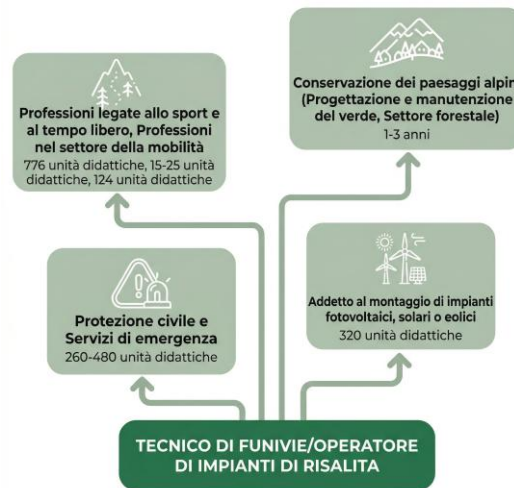 Professioni legate allo sport e
al tempo libero, Professioni
nel settore della mobilità
776 unità didattiche, 15-25 unità
didattiche, 124 unità didattiche
Conservazione dei paesaggi alpin
(Progettazione e manutenzione
del verde, Settore forestale)
1-3 anni
Protezione civile e
Servizi di emergenza
260-480 unità didattiche
Addetto al montaggio di impianti
fotovoltaici, solari o eolici
320 unità didattiche
TECNICO DI FUNIVIE/OPERATORE
DI IMPIANTI DI RISALITA